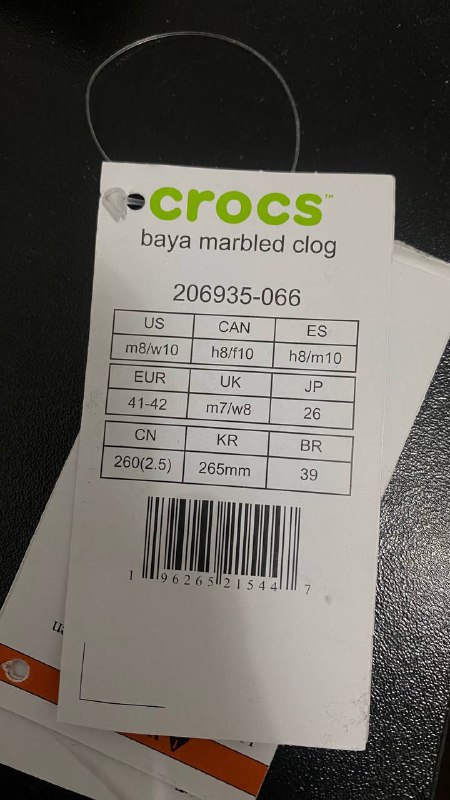 crocs™
baya marbled clog
206935-066
US CAN ES
m8/w10 h8/f10 h8/m10
EUR UK JP
41-42 m7/w8 26
CN KR BR
260(2.5) 265mm 39
1 96265 21544 7